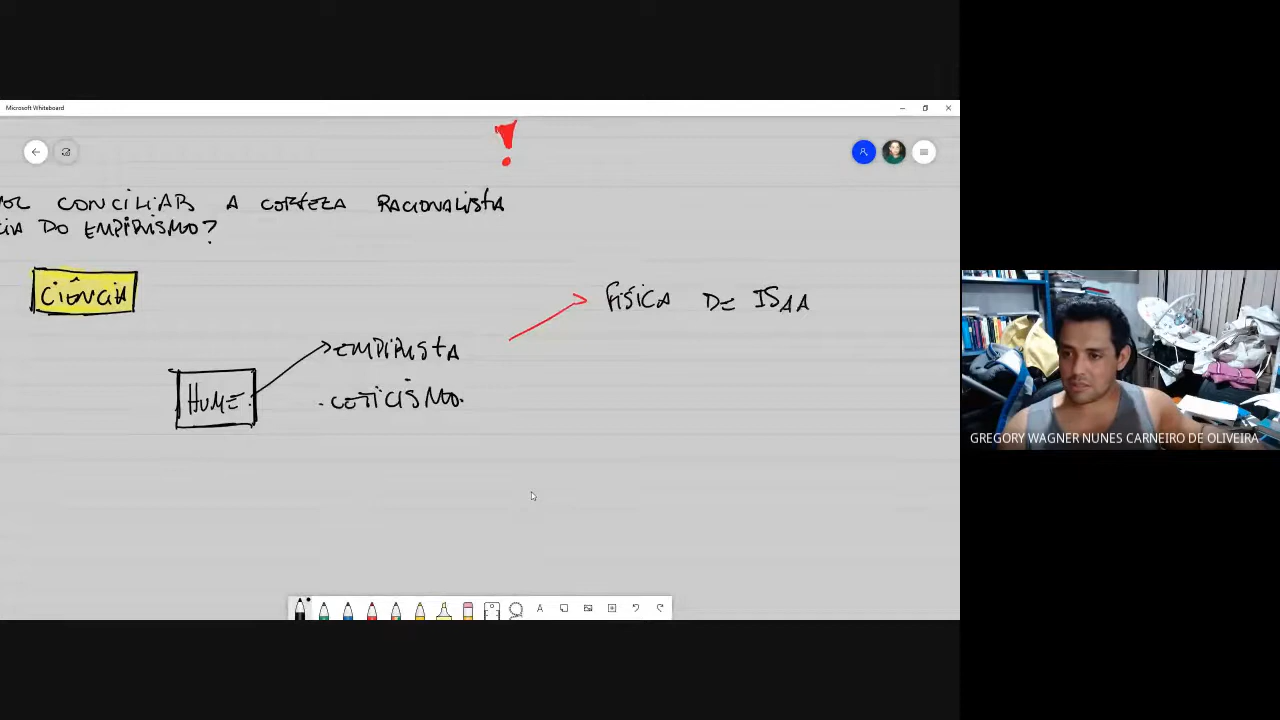 Microsoft Whiteboard
CONCILIAR A CERTEZA RACIONALISTA
DO EMPIRISMO?
CIÊNCIA
FÍSICA DE ISAA
EMPIRISTA
HUME
. CETICISMO.
GREGORY WAGNER NUNES CARNEIRO DE OLIVEIRA